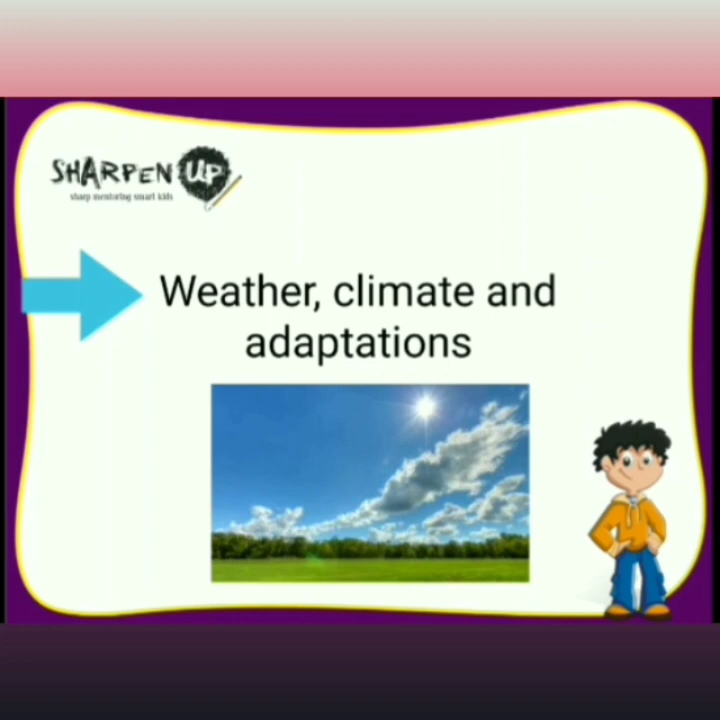 SHARPEN UP
sharp mentoring smart kids
Weather, climate and
adaptations